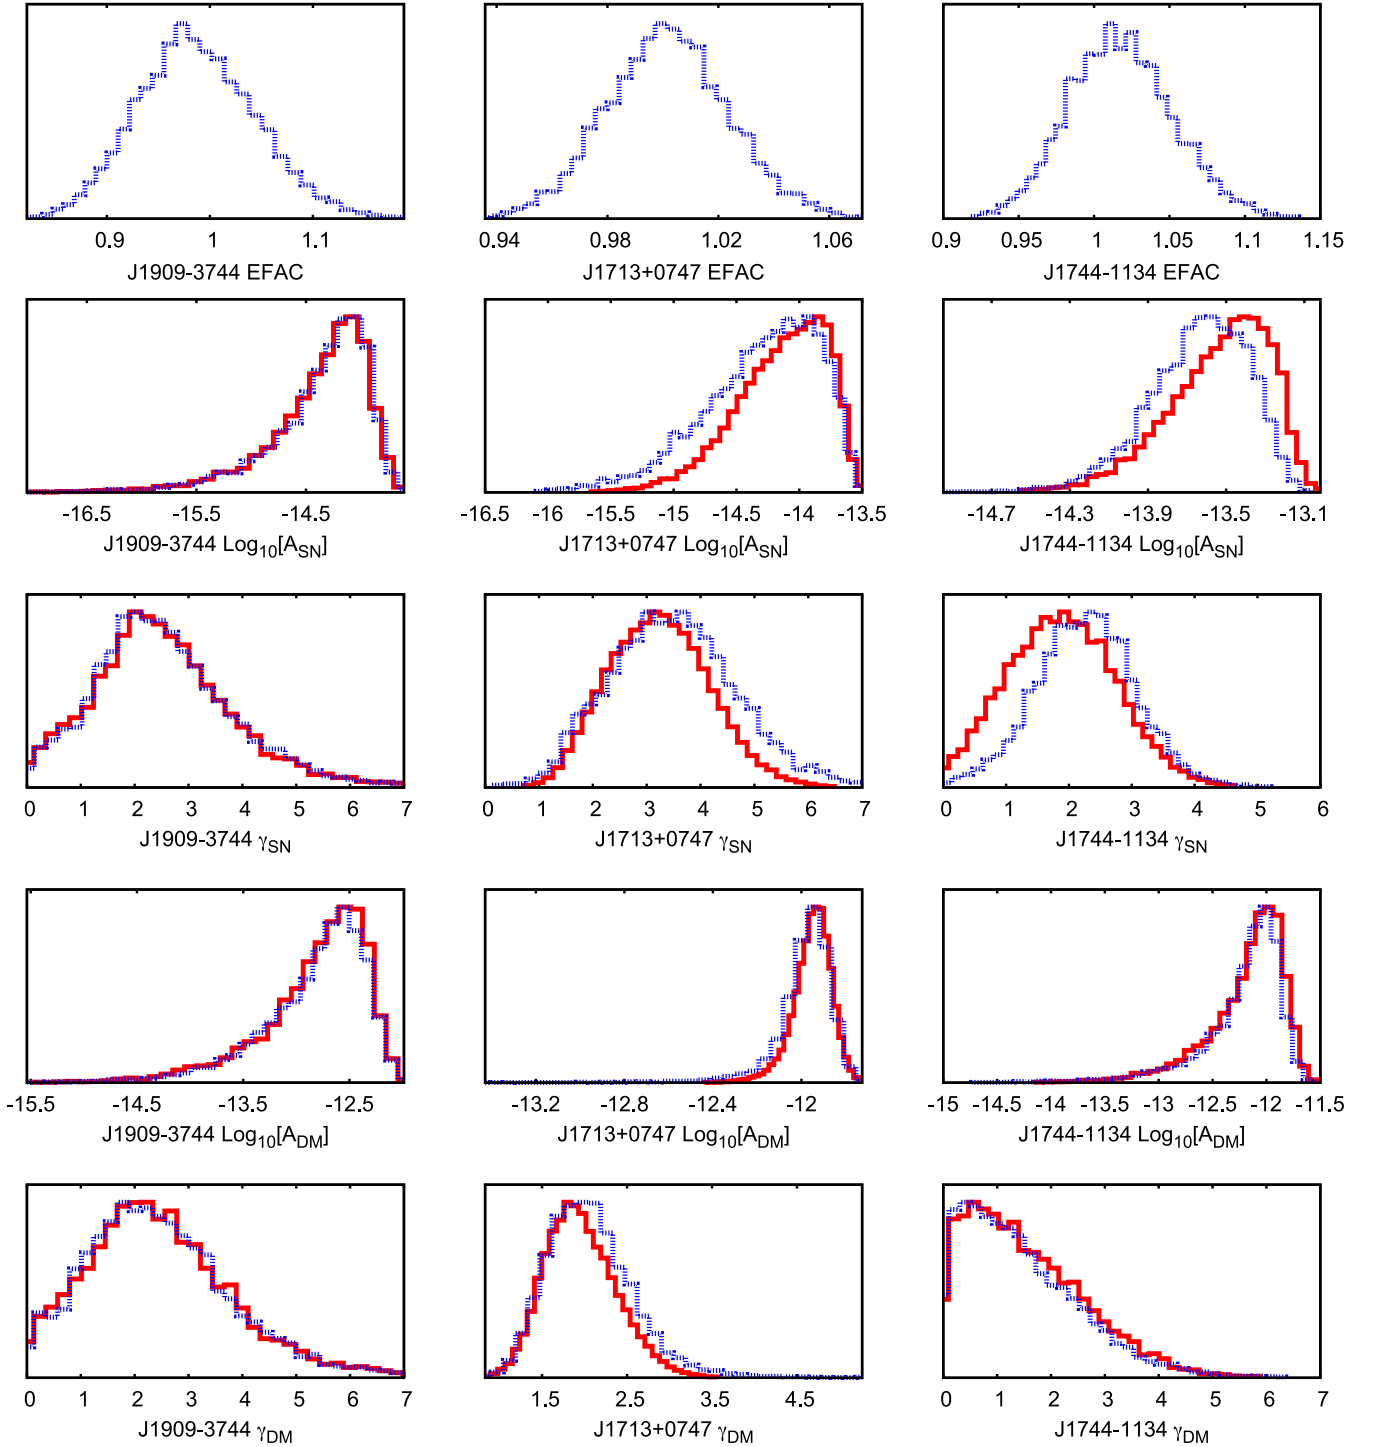 0.9 1 1.1 0.94 0.98 1.02 1.06 0.9 0.95 1 1.05 1.1 1.15
J1909-3744 EFAC J1713+0747 EFAC J1744-1134 EFAC
-16.5 -15.5 -14.5 -16.5 -16 -15.5 -15 -14.5 -14 -13.5 -14.7 -14.3 -13.9 -13.5 -13.1
J1909-3744 Log10[ASN] J1713+0747 Log10[ASN] J1744-1134 Log10[ASN]
0 1 2 3 4 5 6 7 0 1 2 3 4 5 6 7 0 1 2 3 4 5 6
J1909-3744 γSN J1713+0747 γSN J1744-1134 γSN
-15.5 -14.5 -13.5 -12.5 -13.2 -12.8 -12.4 -12 -15 -14.5 -14 -13.5 -13 -12.5 -12 -11.5
J1909-3744 Log10[ADM] J1713+0747 Log10[ADM] J1744-1134 Log10[ADM]
0 1 2 3 4 5 6 7 1.5 2.5 3.5 4.5 0 1 2 3 4 5 6 7
J1909-3744 γDM J1713+0747 γDM J1744-1134 γDM